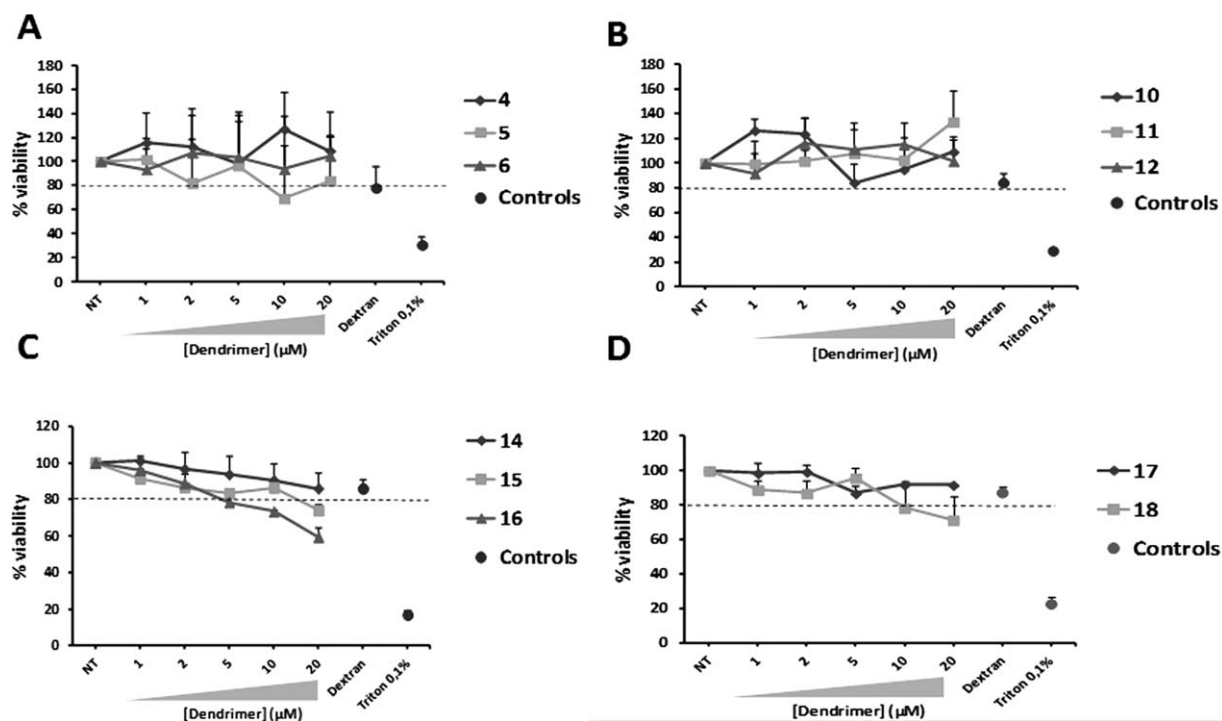 A
% viability
180
160
140
120
100
80
60
40
20
0
NT
1
2
5
10
20
Dextran
Triton 0,1%
[Dendrimer] (µM)
4
5
6
Controls
B
% viability
180
160
140
120
100
80
60
40
20
0
NT
1
2
5
10
20
Dextran
Triton 0,1%
[Dendrimer] (µM)
10
11
12
Controls
C
% viability
120
100
80
60
40
20
0
NT
1
2
5
10
20
Dextran
Triton 0,1%
[Dendrimer] (µM)
14
15
16
Controls
D
% viability
120
100
80
60
40
20
0
NT
1
2
5
10
20
Dextran
Triton 0,1%
[Dendrimer] (µM)
17
18
Controls